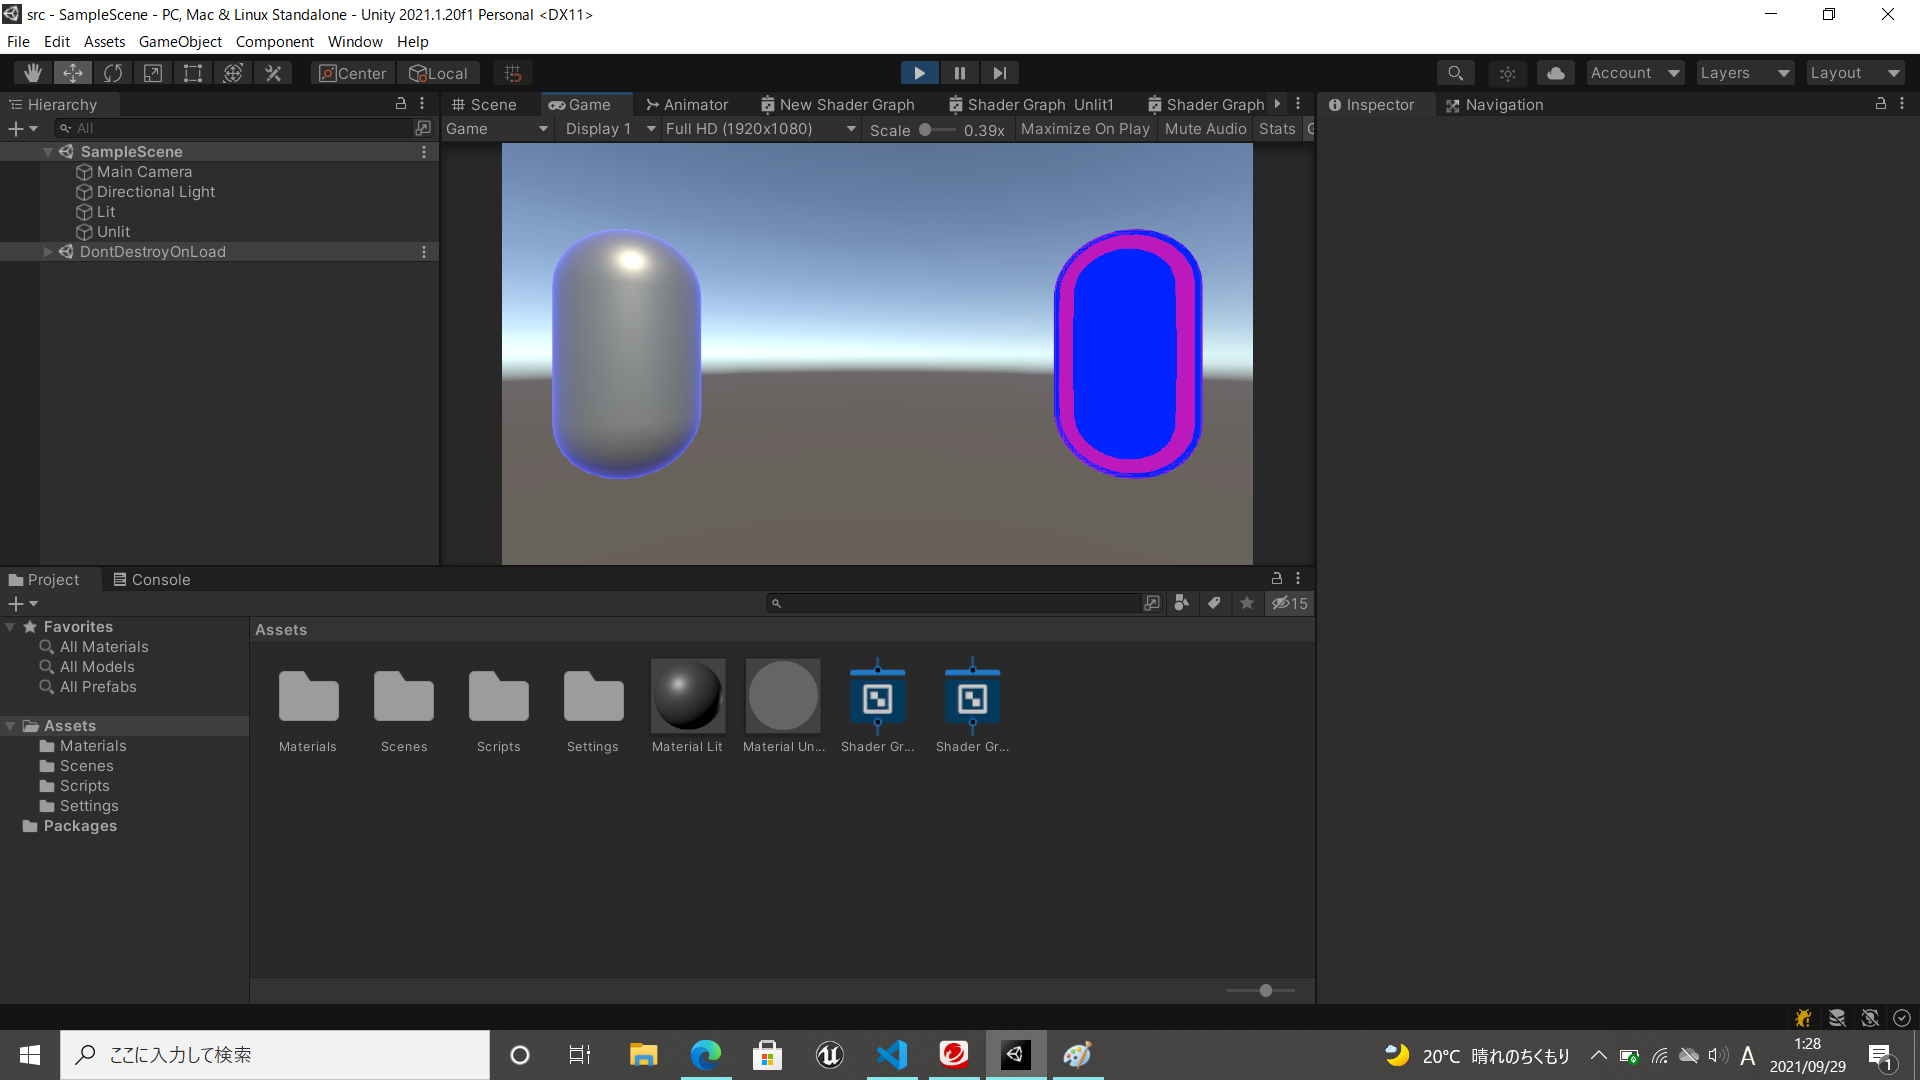 src - SampleScene - PC, Mac & Linux Standalone - Unity 2021.1.20f1 Personal <DX11>
File Edit Assets GameObject Component Window Help
Center Local Account Layers Layout
Hierarchy
All
SampleScene
Main Camera
Directional Light
Lit
Unlit
DontDestroyOnLoad
Scene Game Animator New Shader Graph Shader Graph Unlit1 Shader Graph
Game Display 1 Full HD (1920x1080) Scale 0.39x Maximize On Play Mute Audio Stats G
Inspector Navigation
Project Console
15
Favorites
All Materials
All Models
All Prefabs
Assets
Materials
Scenes
Scripts
Settings
Packages
Assets
Materials Scenes Scripts Settings Material Lit Material Un... Shader Gr... Shader Gr...
ここに入力して検索
20°C 晴れのちくもり
A
1:28
2021/09/29
1